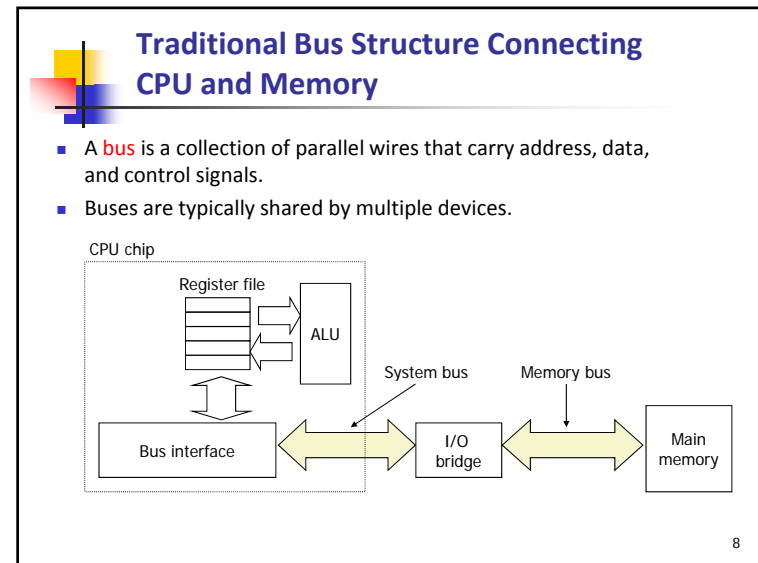 Traditional Bus Structure Connecting
CPU and Memory
A bus is a collection of parallel wires that carry address, data,
and control signals.
Buses are typically shared by multiple devices.
CPU chip
Register file
ALU
System bus
Memory bus
Bus interface
I/O
bridge
Main
memory
8